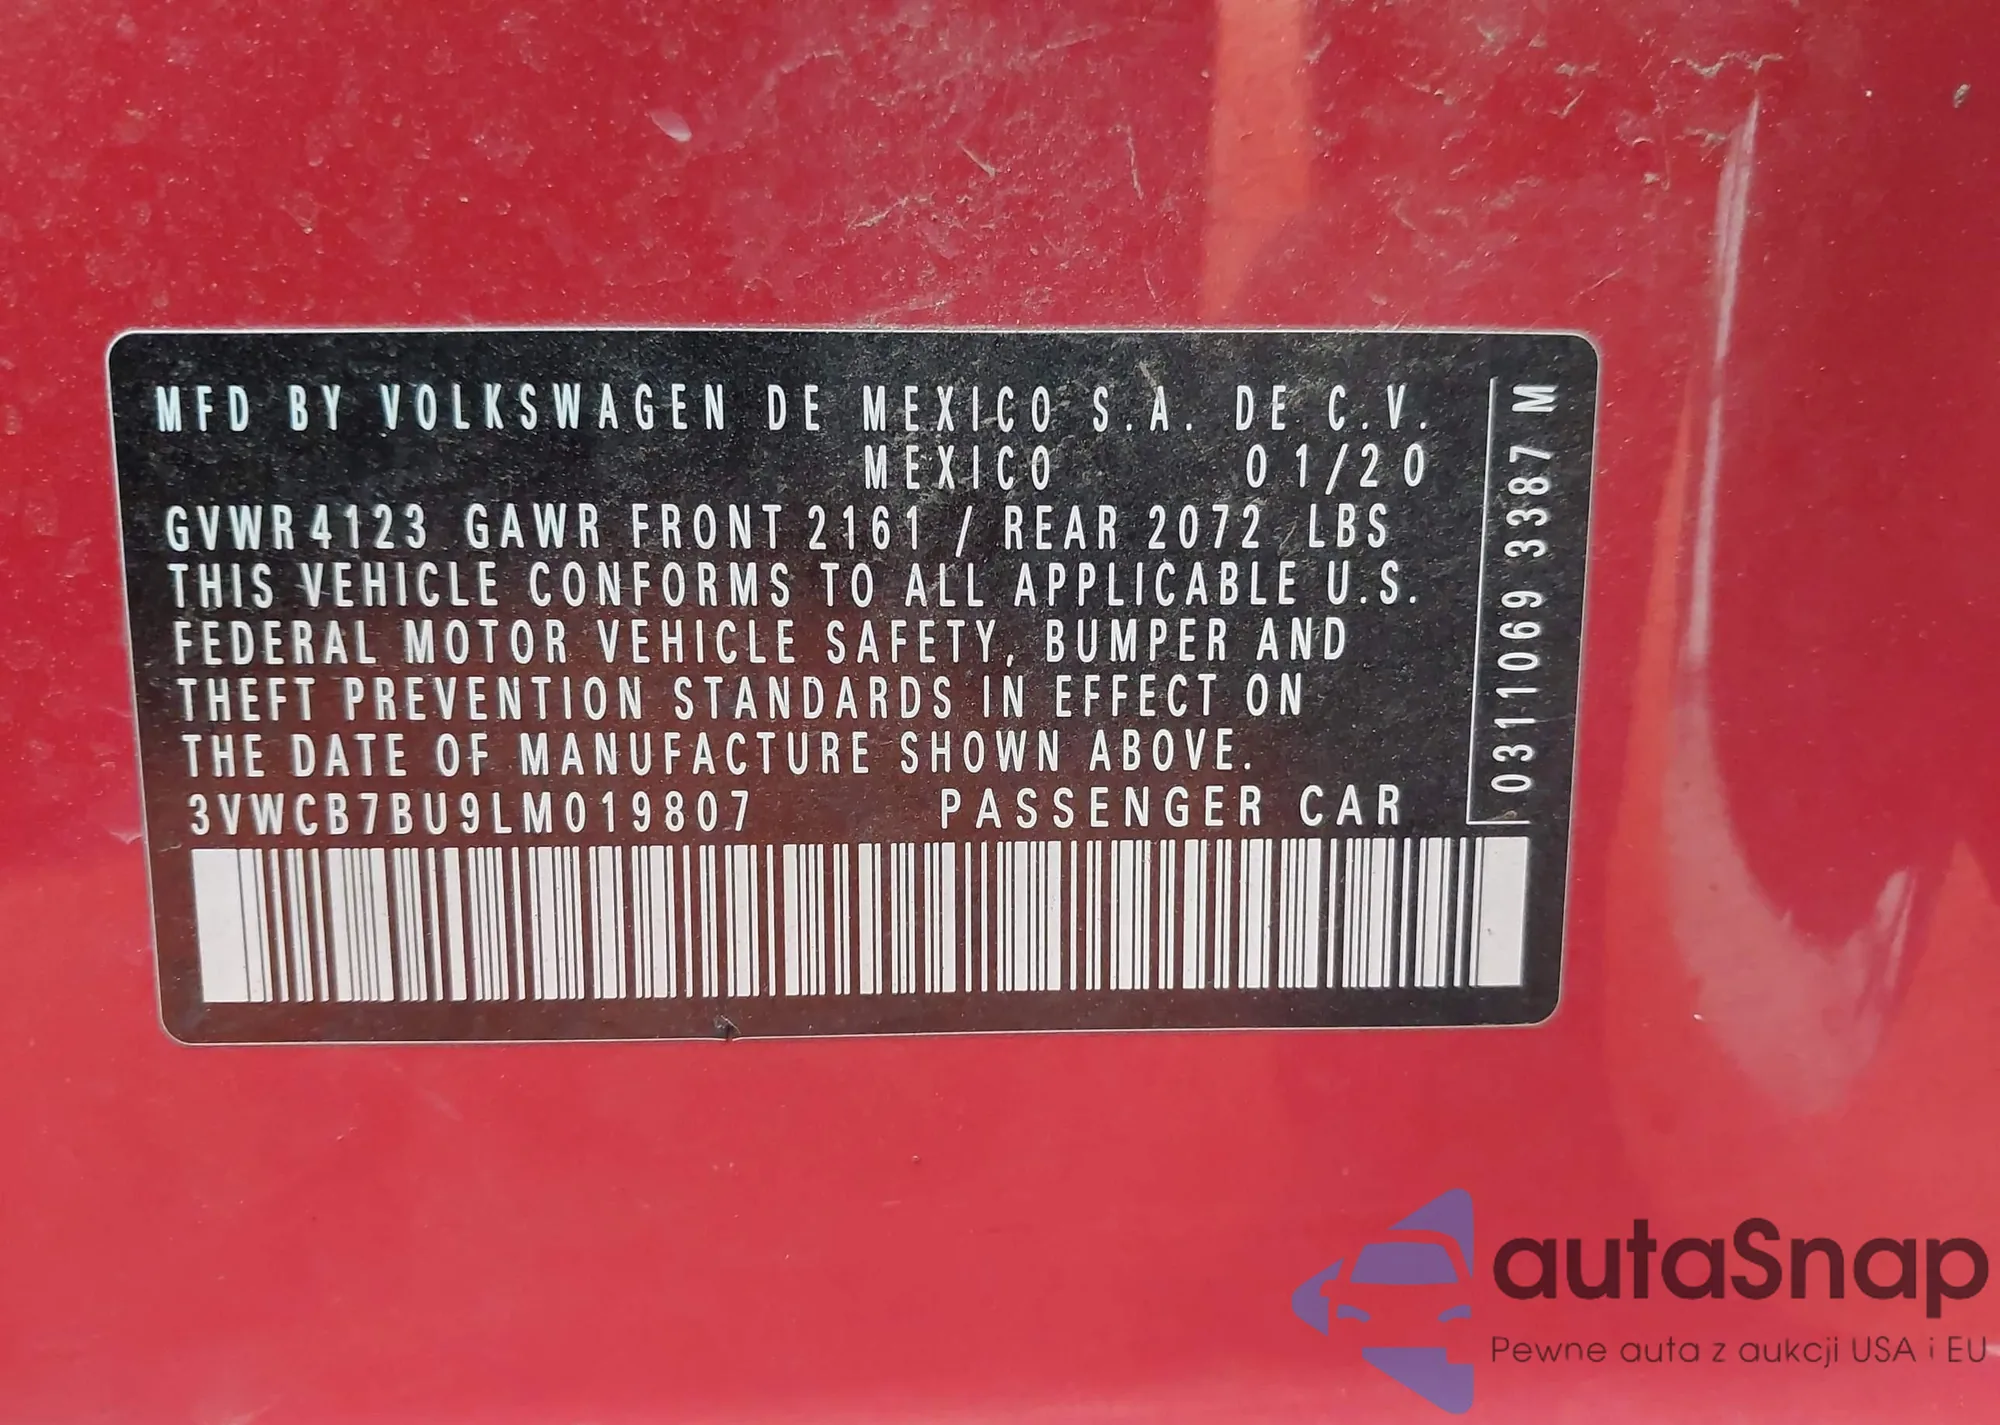 MFD BY VOLKSWAGEN DE MEXICO S.A. DE C.V.
MEXICO 01/20
GVWR 4123 GAWR FRONT 2161 / REAR 2072 LBS
THIS VEHICLE CONFORMS TO ALL APPLICABLE U.S.
FEDERAL MOTOR VEHICLE SAFETY, BUMPER AND
THEFT PREVENTION STANDARDS IN EFFECT ON
THE DATE OF MANUFACTURE SHOWN ABOVE.
3VWCB7BU9LM019807 PASSENGER CAR
0311069 3387 M
autaSnap
Pewne auta z aukcji USA i EU